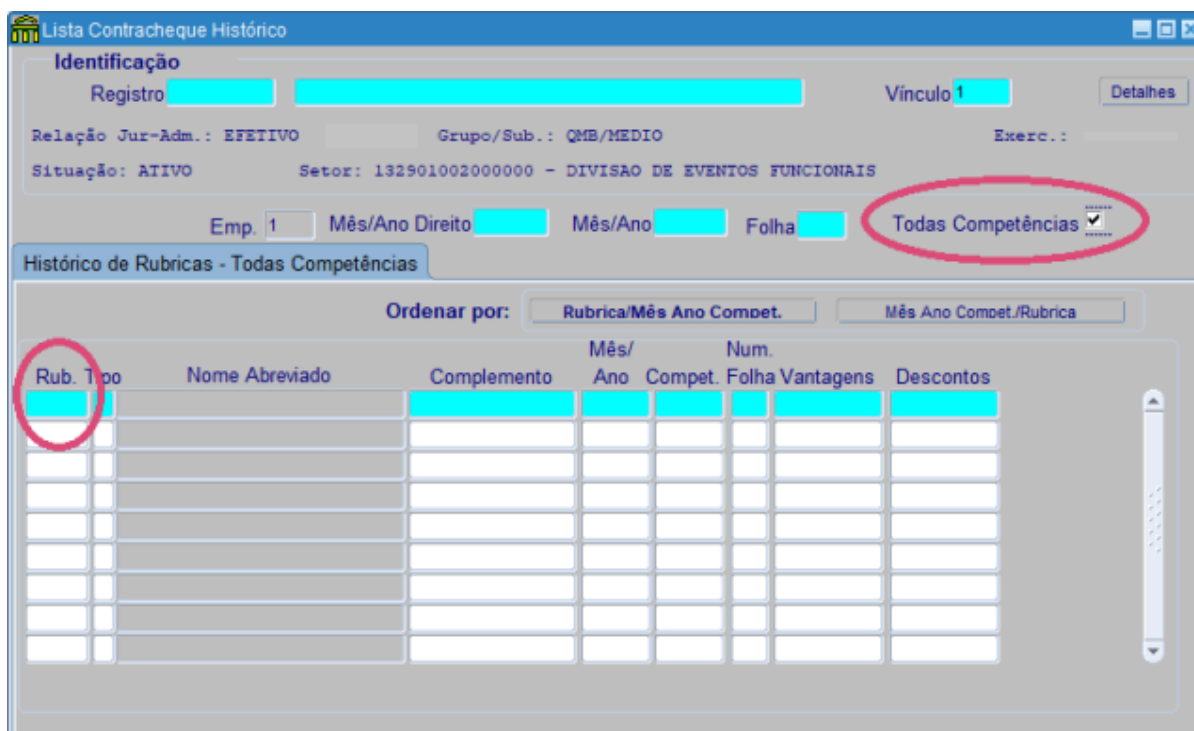 Lista Contracheque Histórico
Identificação
Registro Vínculo 1 Detalhes
Relação Jur-Adm.: EFETIVO Grupo/Sub.: QMB/MEDIO Exerc.:
Situação: ATIVO Setor: 132901002000000 - DIVISAO DE EVENTOS FUNCIONAIS
Emp. 1 Mês/Ano Direito Mês/Ano Folha Todas Competências
Histórico de Rubricas - Todas Competências
Ordenar por: Rubrica/Mês Ano Compet. Mês Ano Compet./Rubrica
Mês/ Num.
Rub. Tipo Nome Abreviado Complemento Ano Compet. Folha Vantagens Descontos